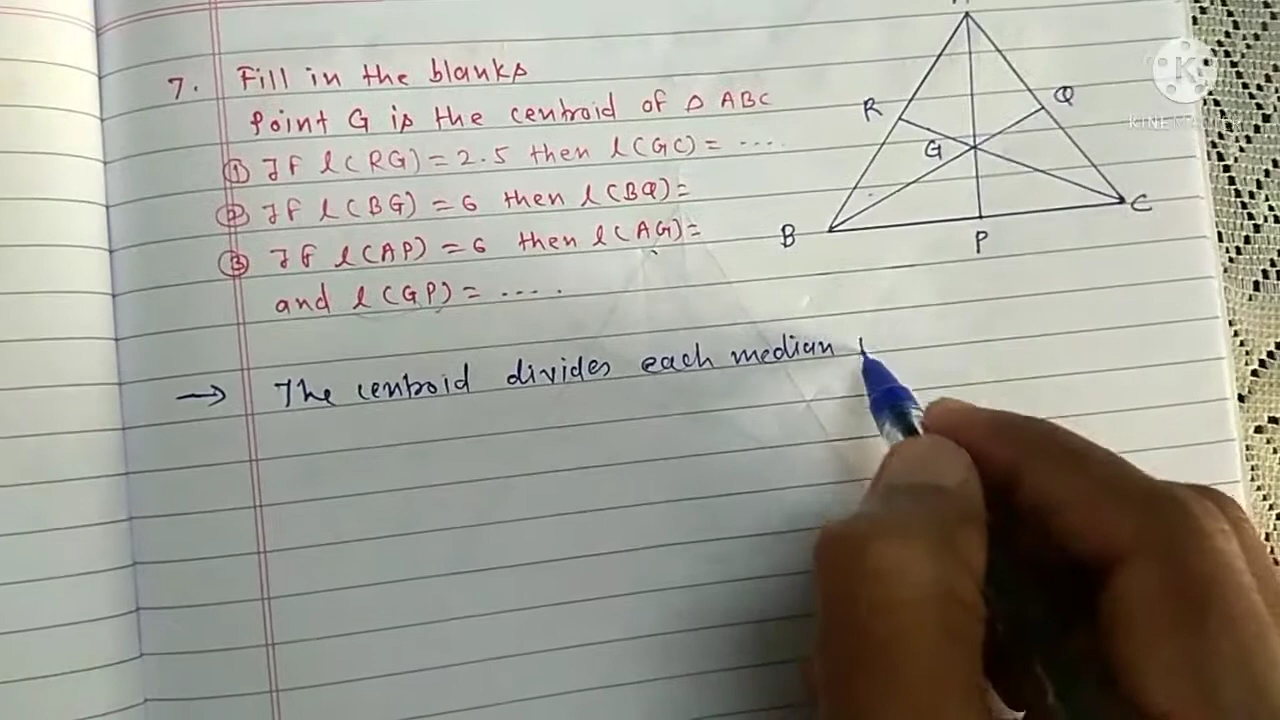 7. Fill in the blanks
Point G is the centroid of △ ABC
① If l(RG) = 2.5 then l(GC) = ....
② If l(BG) = 6 then l(BQ) =
③ If l(AP) = 6 then l(AG) =
and l(GP) = ....
→ The centroid divides each median
R
Q
G
B
P
C
K
KINEMASTER